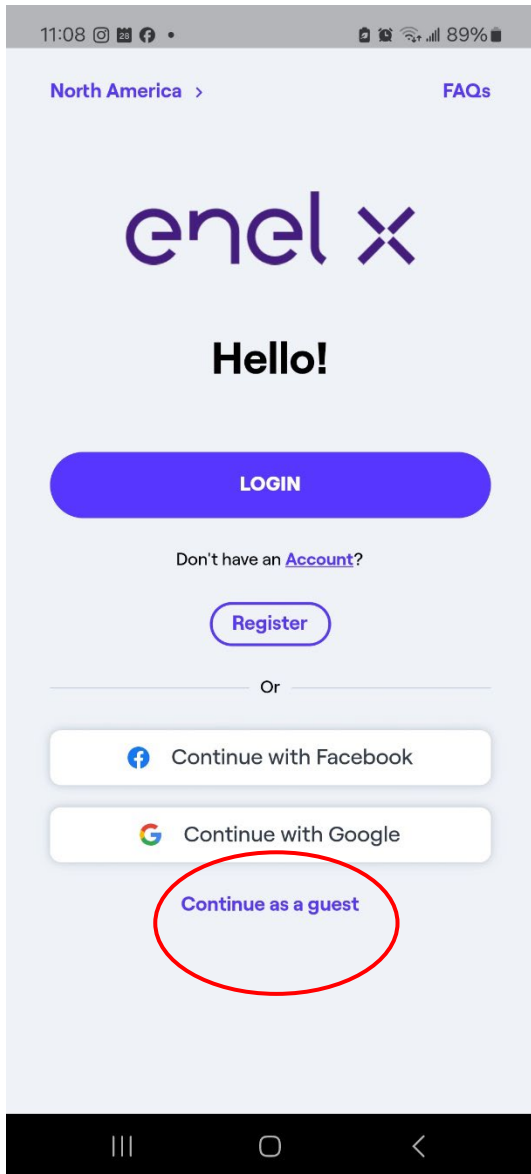 11:08 89%
North America > FAQs
enel x
Hello!
LOGIN
Don't have an Account?
Register
Or
Continue with Facebook
Continue with Google
Continue as a guest